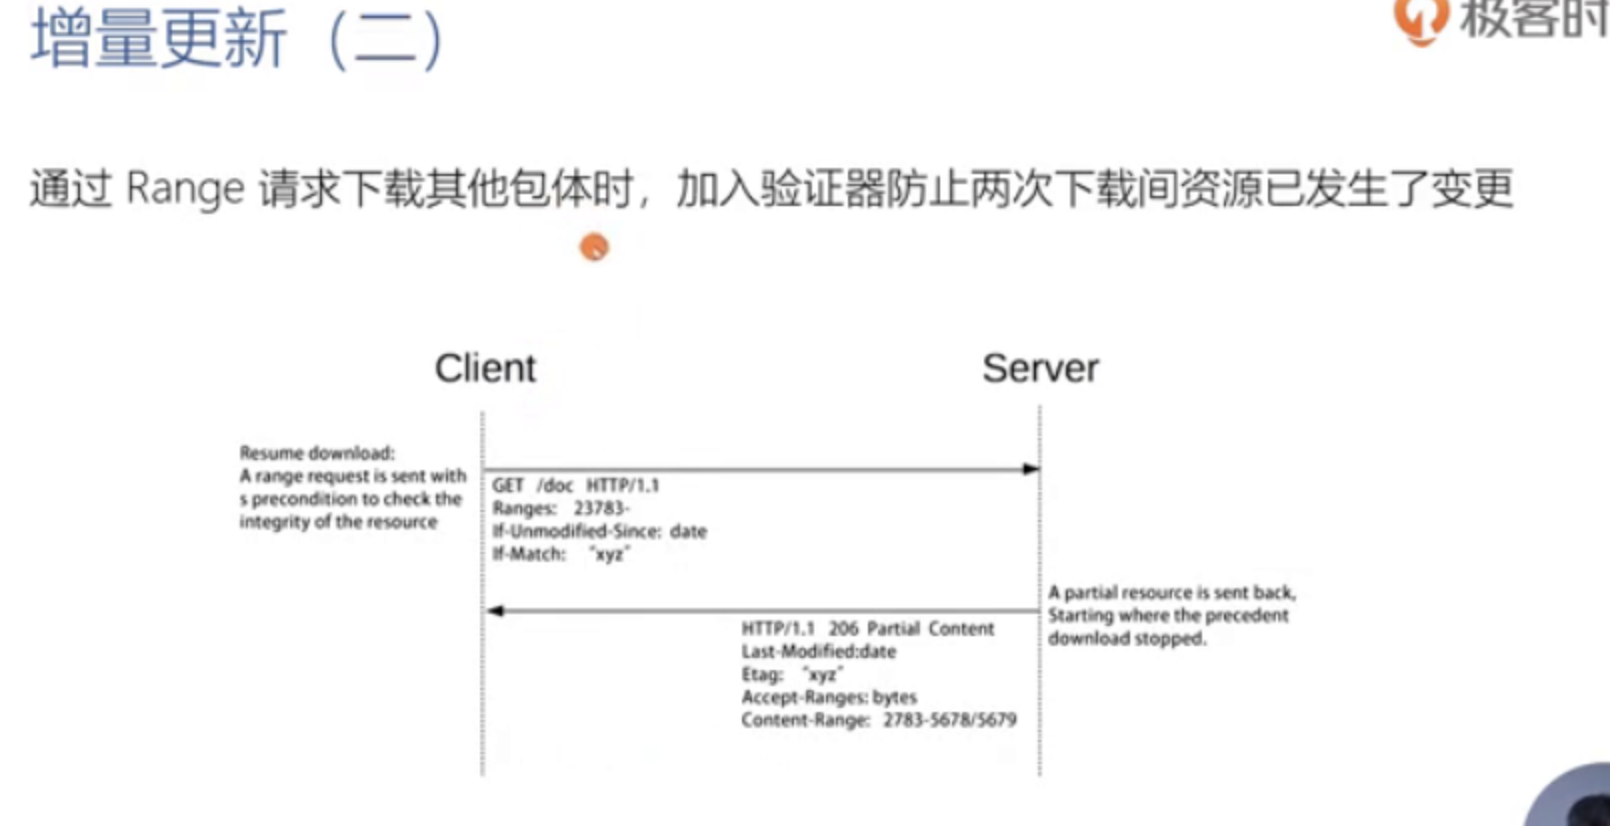 增量更新（二）
极客时
通过 Range 请求下载其他包体时，加入验证器防止两次下载间资源已发生了变更
Client
Server
Resume download:
A range request is sent with
s precondition to check the
integrity of the resource
GET /doc HTTP/1.1
Ranges: 23783-
If-Unmodified-Since: date
If-Match: "xyz"
A partial resource is sent back,
Starting where the precedent
download stopped.
HTTP/1.1 206 Partial Content
Last-Modified:date
Etag: "xyz"
Accept-Ranges: bytes
Content-Range: 2783-5678/5679